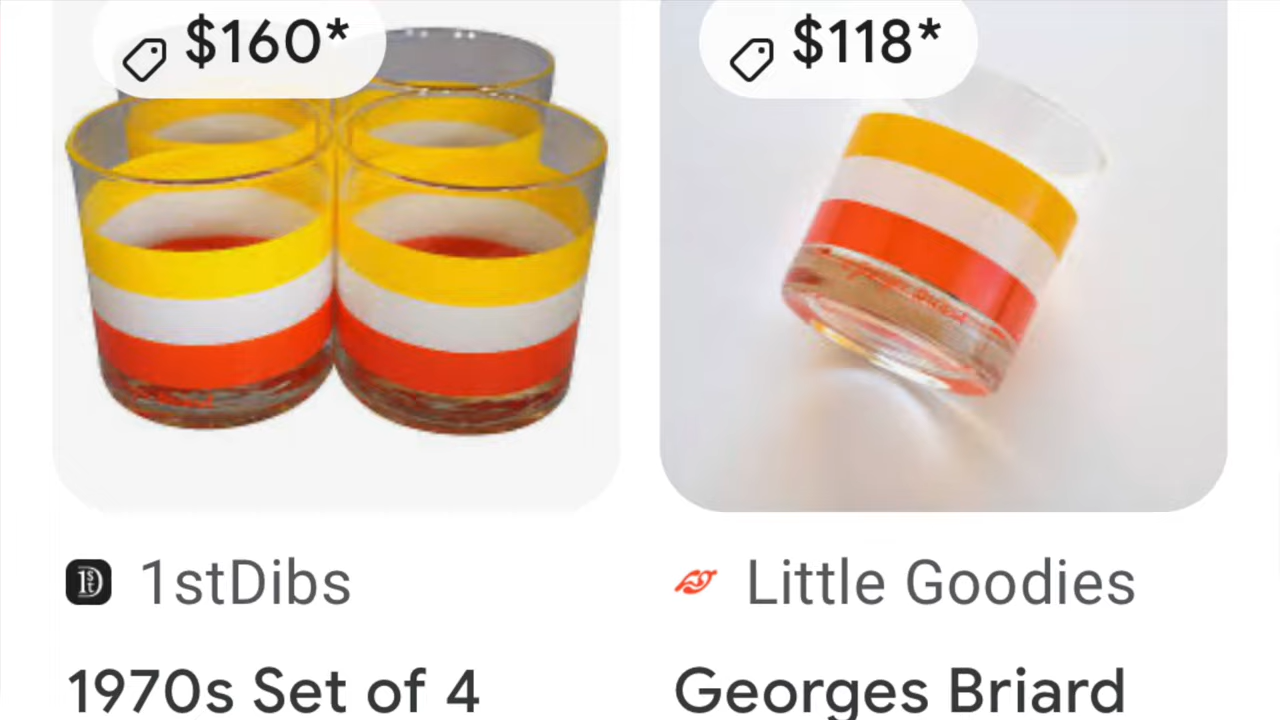 $160*
$118*
1stDibs
Little Goodies
1970s Set of 4
Georges Briard